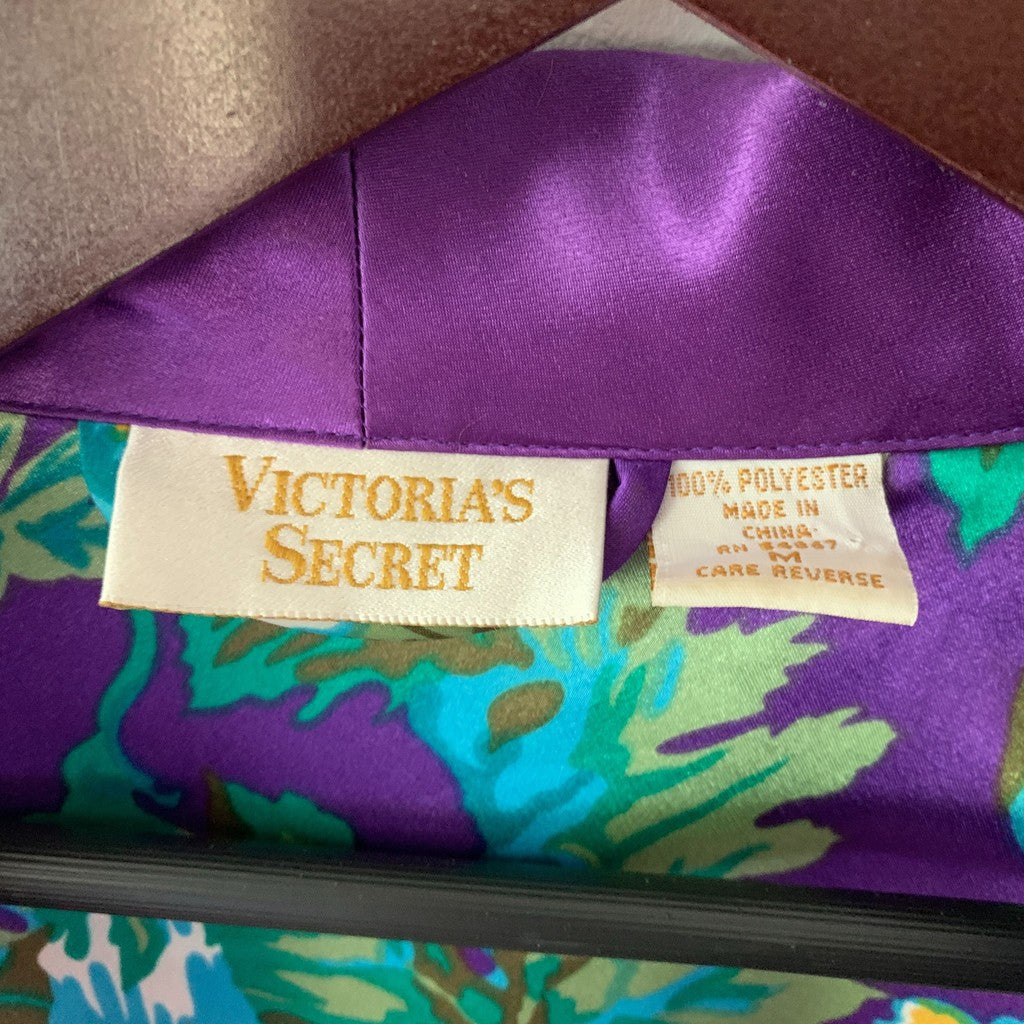 VICTORIA'S
SECRET
100% POLYESTER
MADE IN
CHINA
RN
M
CARE REVERSE